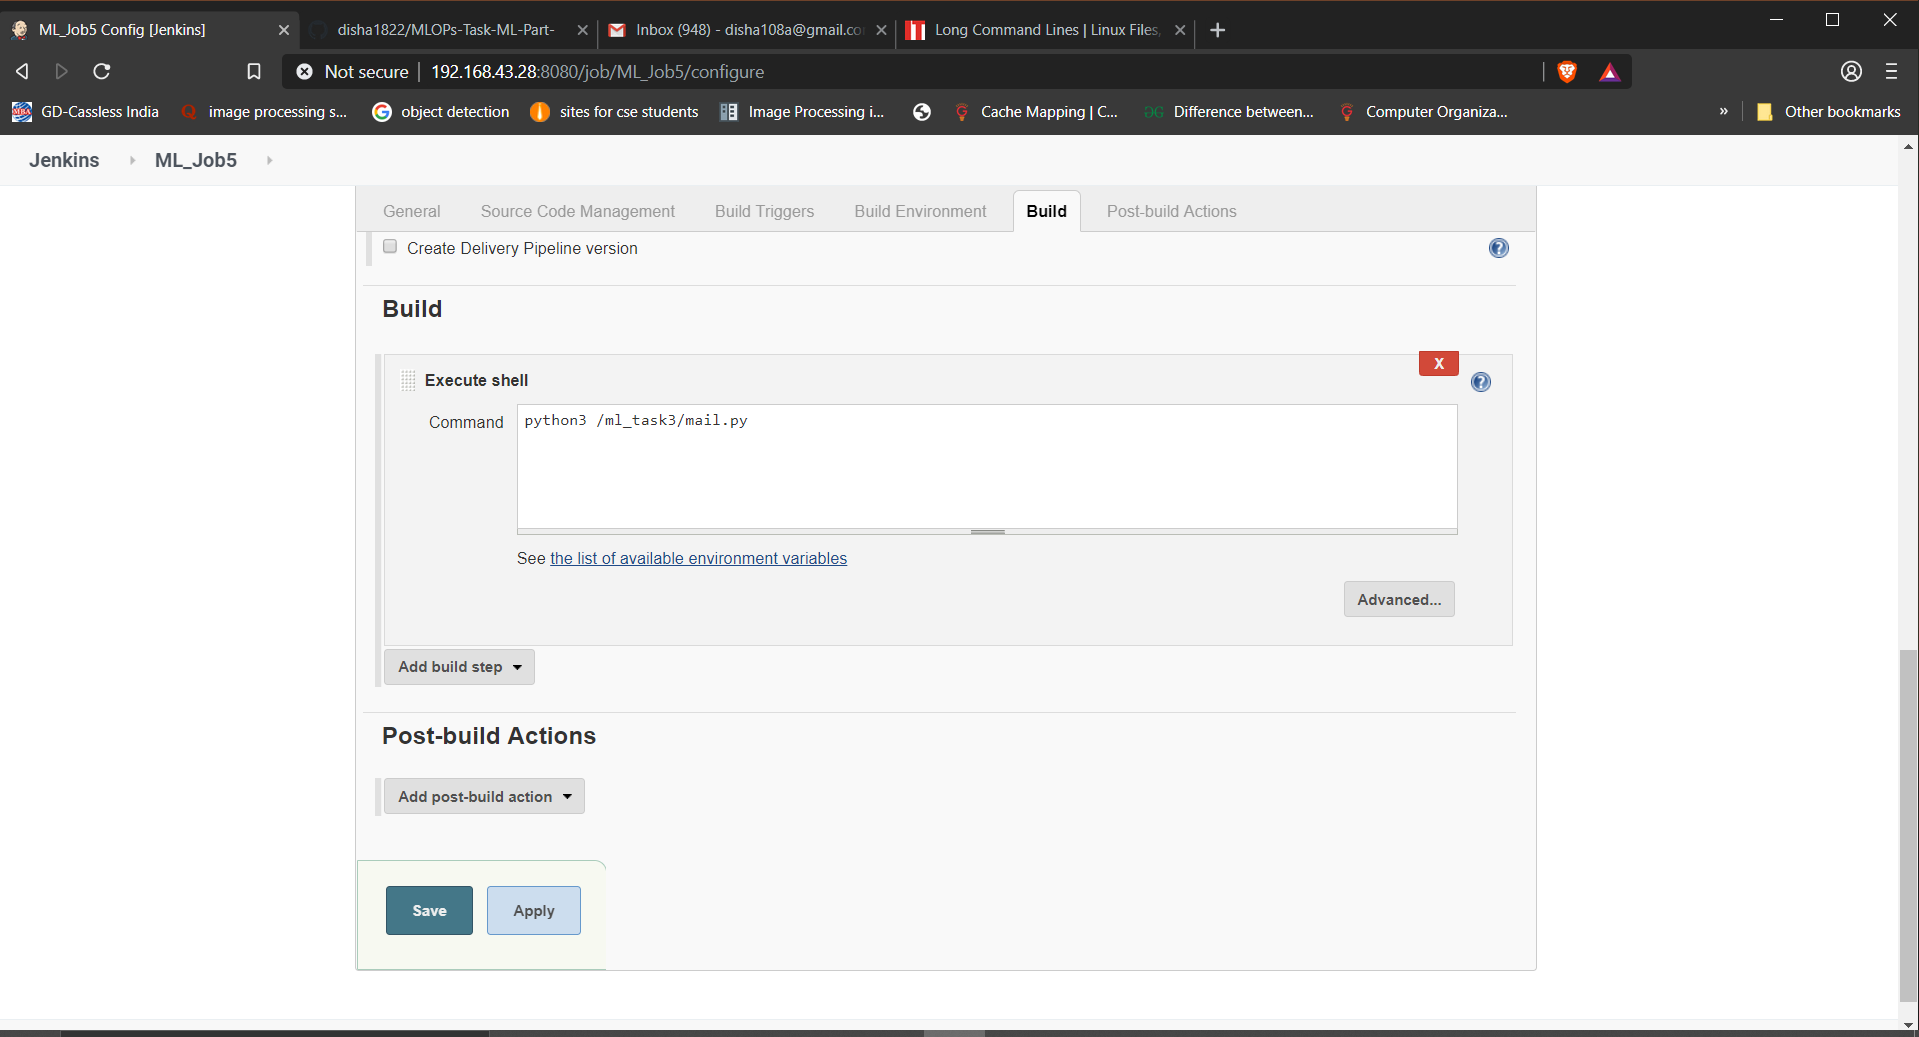 ML_Job5 Config [Jenkins]
disha1822/MLOPs-Task-ML-Part-
Inbox (948) - disha108a@gmail.co
Long Command Lines | Linux Files,
Not secure
192.168.43.28:8080/job/ML_Job5/configure
GD-Cassless India
image processing s...
object detection
sites for cse students
Image Processing i...
Cache Mapping | C...
Difference between...
Computer Organiza...
»
Other bookmarks
Jenkins
ML_Job5
General
Source Code Management
Build Triggers
Build Environment
Build
Post-build Actions
Create Delivery Pipeline version
Build
X
Execute shell
Command
python3 /ml_task3/mail.py
See the list of available environment variables
Advanced...
Add build step
Post-build Actions
Add post-build action
Save
Apply